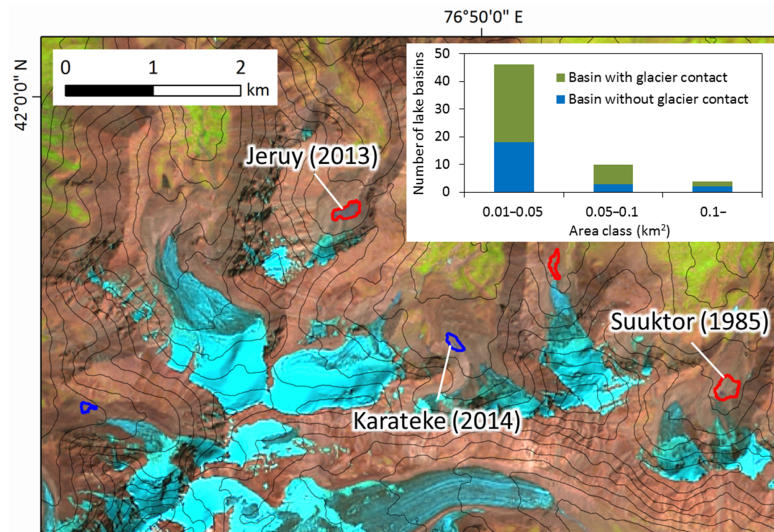 76°50'0" E
42°0'0" N
0 1 2
km
Jeruy (2013)
Karateke (2014)
Suuktor (1985)
Number of lake baisins
50
40
30
20
10
0
Basin with glacier contact
Basin without glacier contact
0.01–0.05 0.05–0.1 0.1–
Area class (km²)